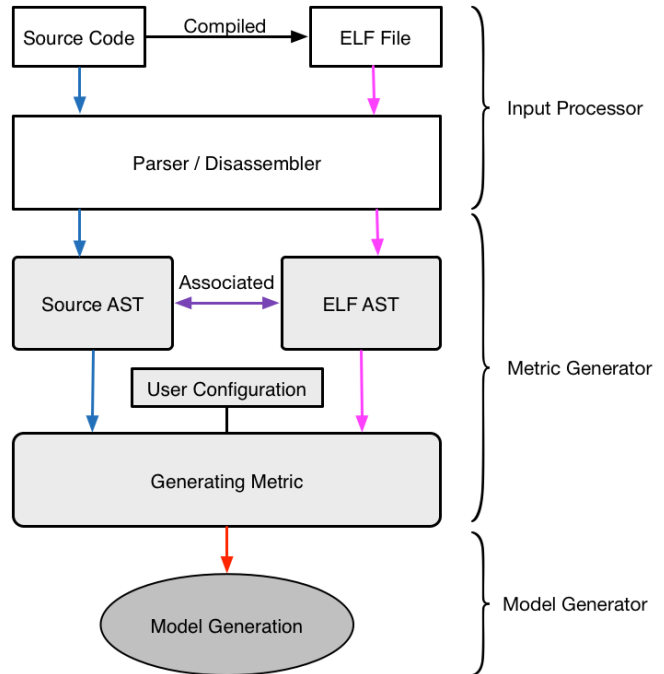 Source Code
Compiled
ELF File
Input Processor
Parser / Disassembler
Source AST
Associated
ELF AST
Metric Generator
User Configuration
Generating Metric
Model Generation
Model Generator